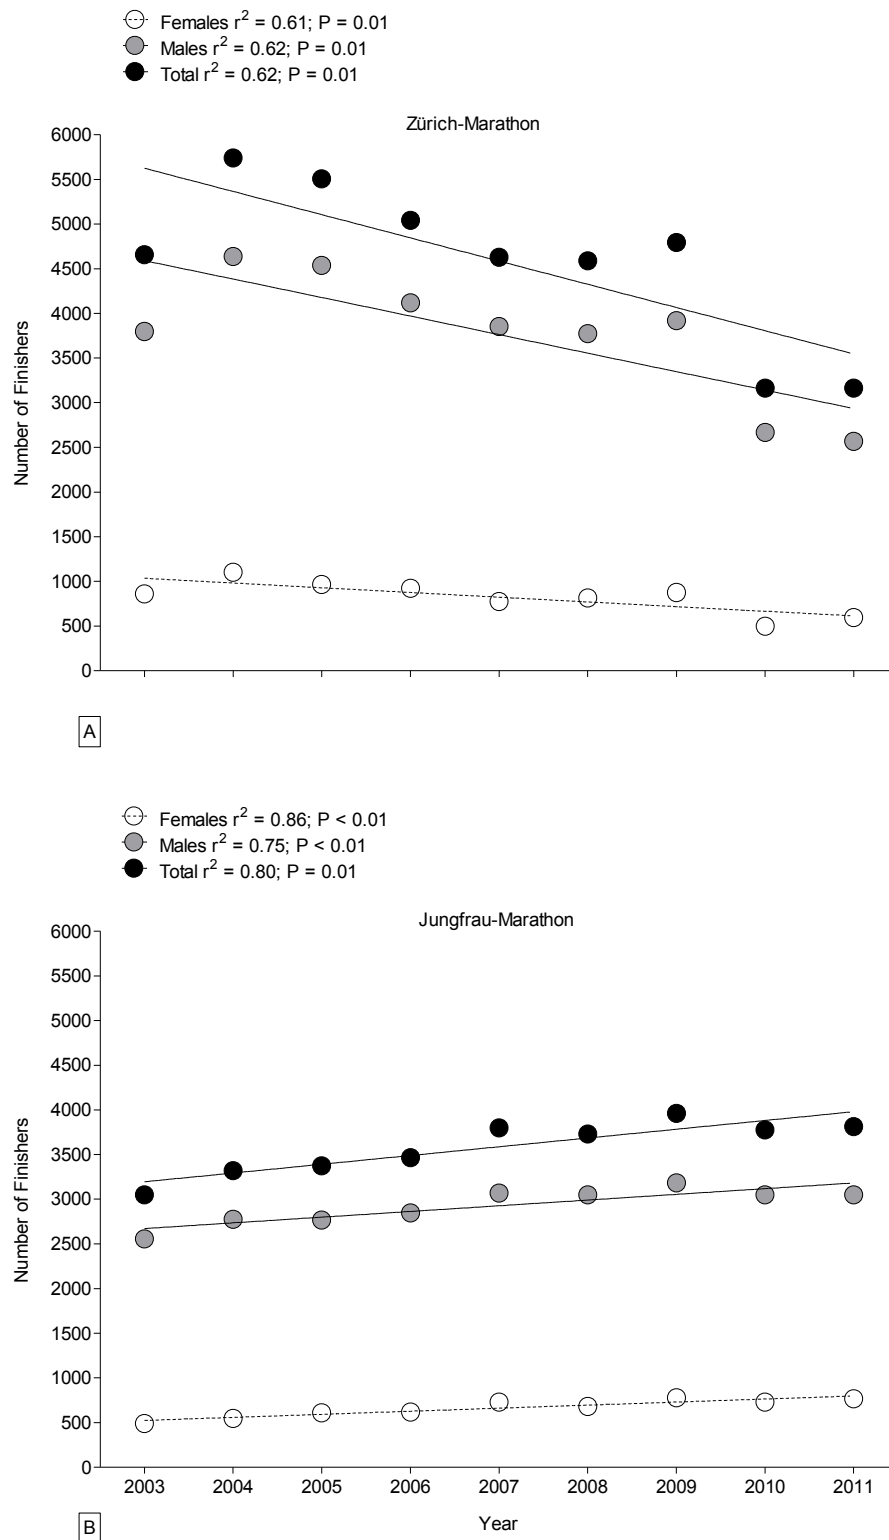 Females r² = 0.61; P = 0.01
Males r² = 0.62; P = 0.01
Total r² = 0.62; P = 0.01
Zürich-Marathon
6000
5500
5000
4500
4000
3500
3000
2500
2000
1500
1000
500
0
Number of Finishers
A
Females r² = 0.86; P < 0.01
Males r² = 0.75; P < 0.01
Total r² = 0.80; P = 0.01
Jungfrau-Marathon
6000
5500
5000
4500
4000
3500
3000
2500
2000
1500
1000
500
0
Number of Finishers
2003 2004 2005 2006 2007 2008 2009 2010 2011
Year
B